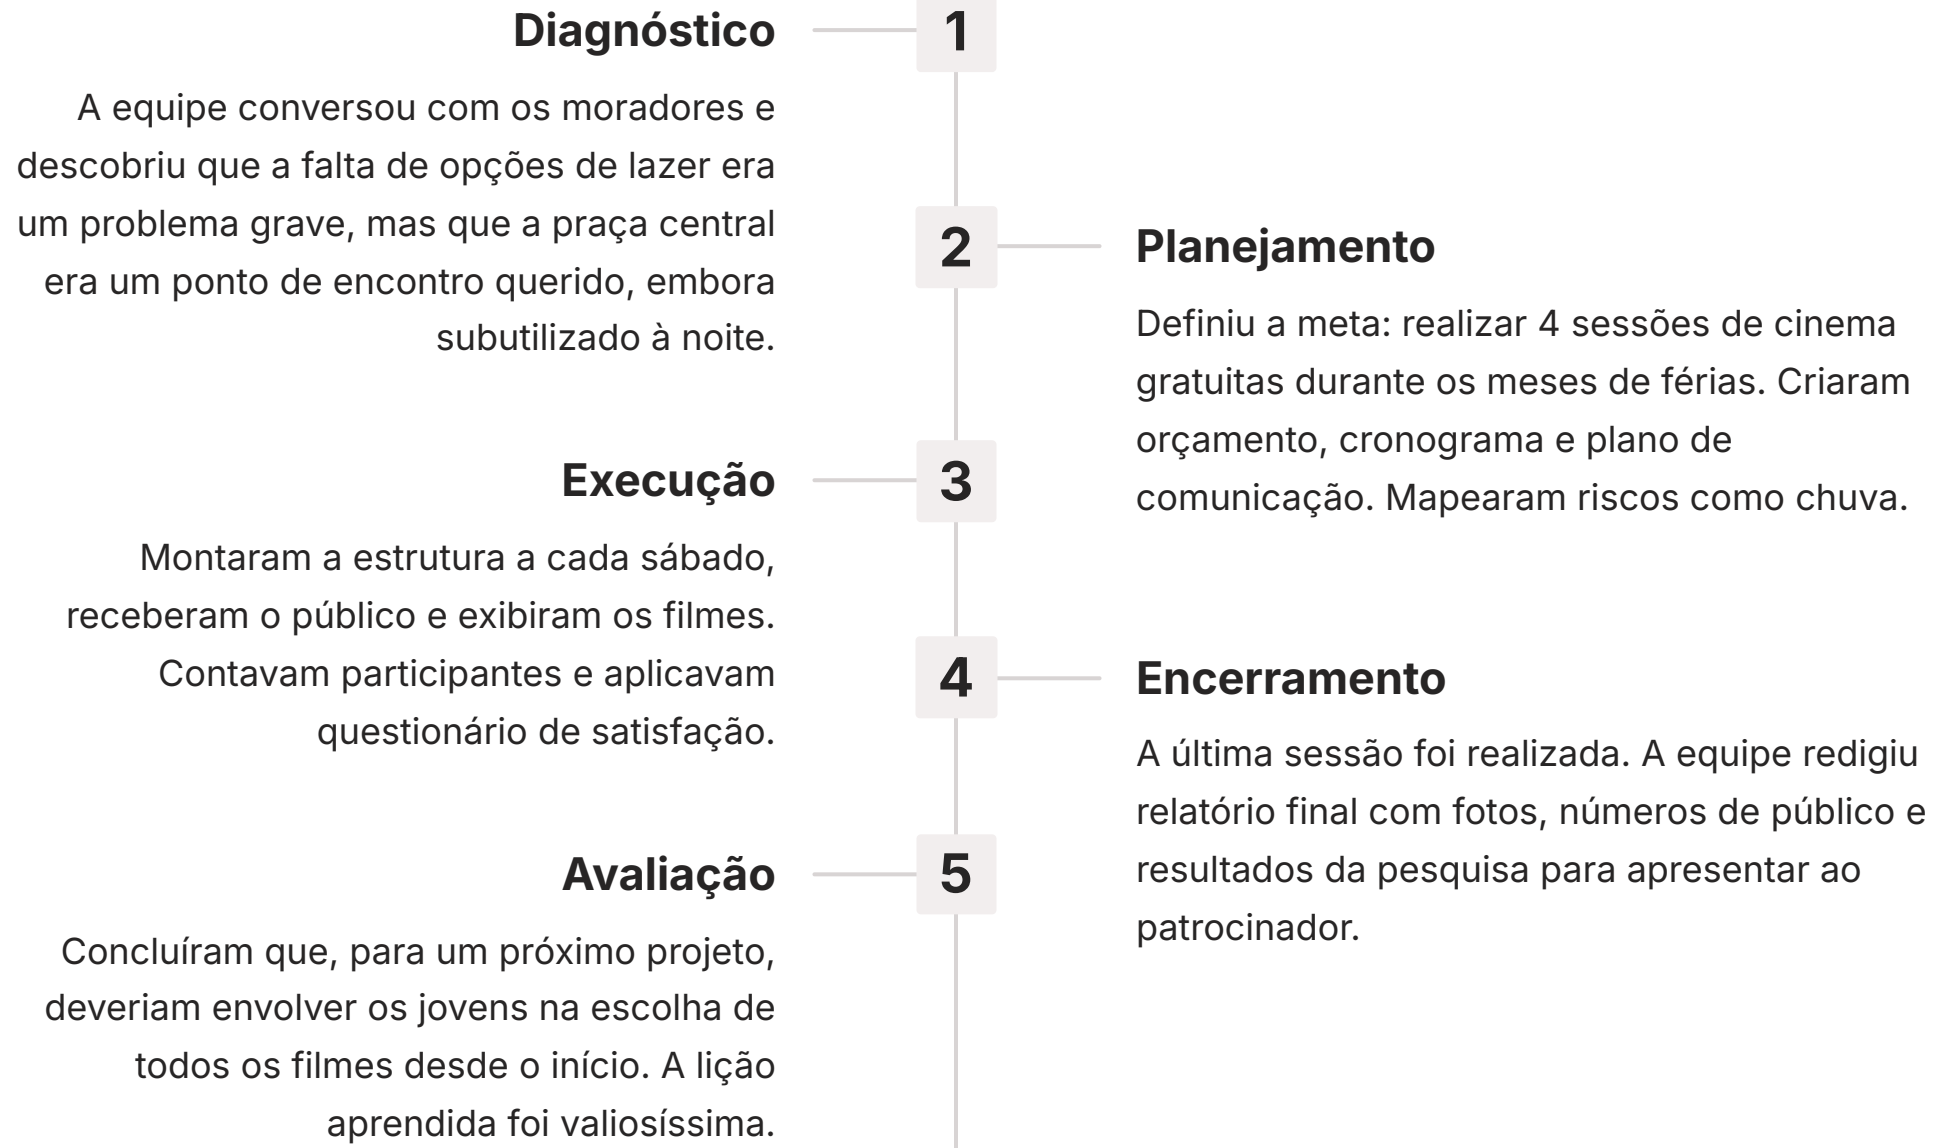 Diagnóstico
1
A equipe conversou com os moradores e
descobriu que a falta de opções de lazer era
um problema grave, mas que a praça central
era um ponto de encontro querido, embora
subutilizado à noite.
2
Planejamento
Definiu a meta: realizar 4 sessões de cinema
gratuitas durante os meses de férias. Criaram
orçamento, cronograma e plano de
comunicação. Mapearam riscos como chuva.
Execução
3
Montaram a estrutura a cada sábado,
receberam o público e exibiram os filmes.
Contavam participantes e aplicavam
questionário de satisfação.
4
Encerramento
A última sessão foi realizada. A equipe redigiu
relatório final com fotos, números de público e
resultados da pesquisa para apresentar ao
patrocinador.
Avaliação
5
Concluíram que, para um próximo projeto,
deveriam envolver os jovens na escolha de
todos os filmes desde o início. A lição
aprendida foi valiosíssima.